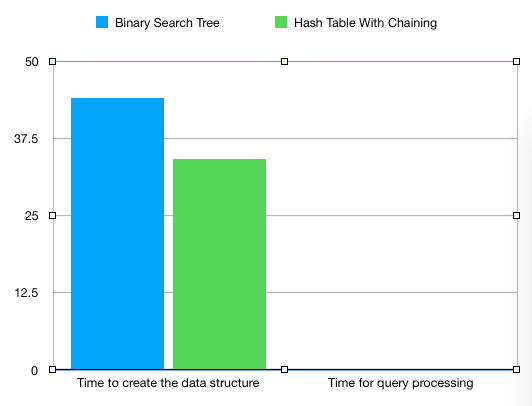 Binary Search Tree
Hash Table With Chaining
50
37.5
25
12.5
0
Time to create the data structure
Time for query processing